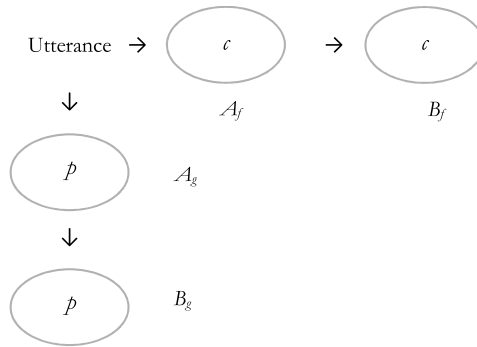 Utterance → c → c
A_f B_f
↓
p A_g
↓
p B_g